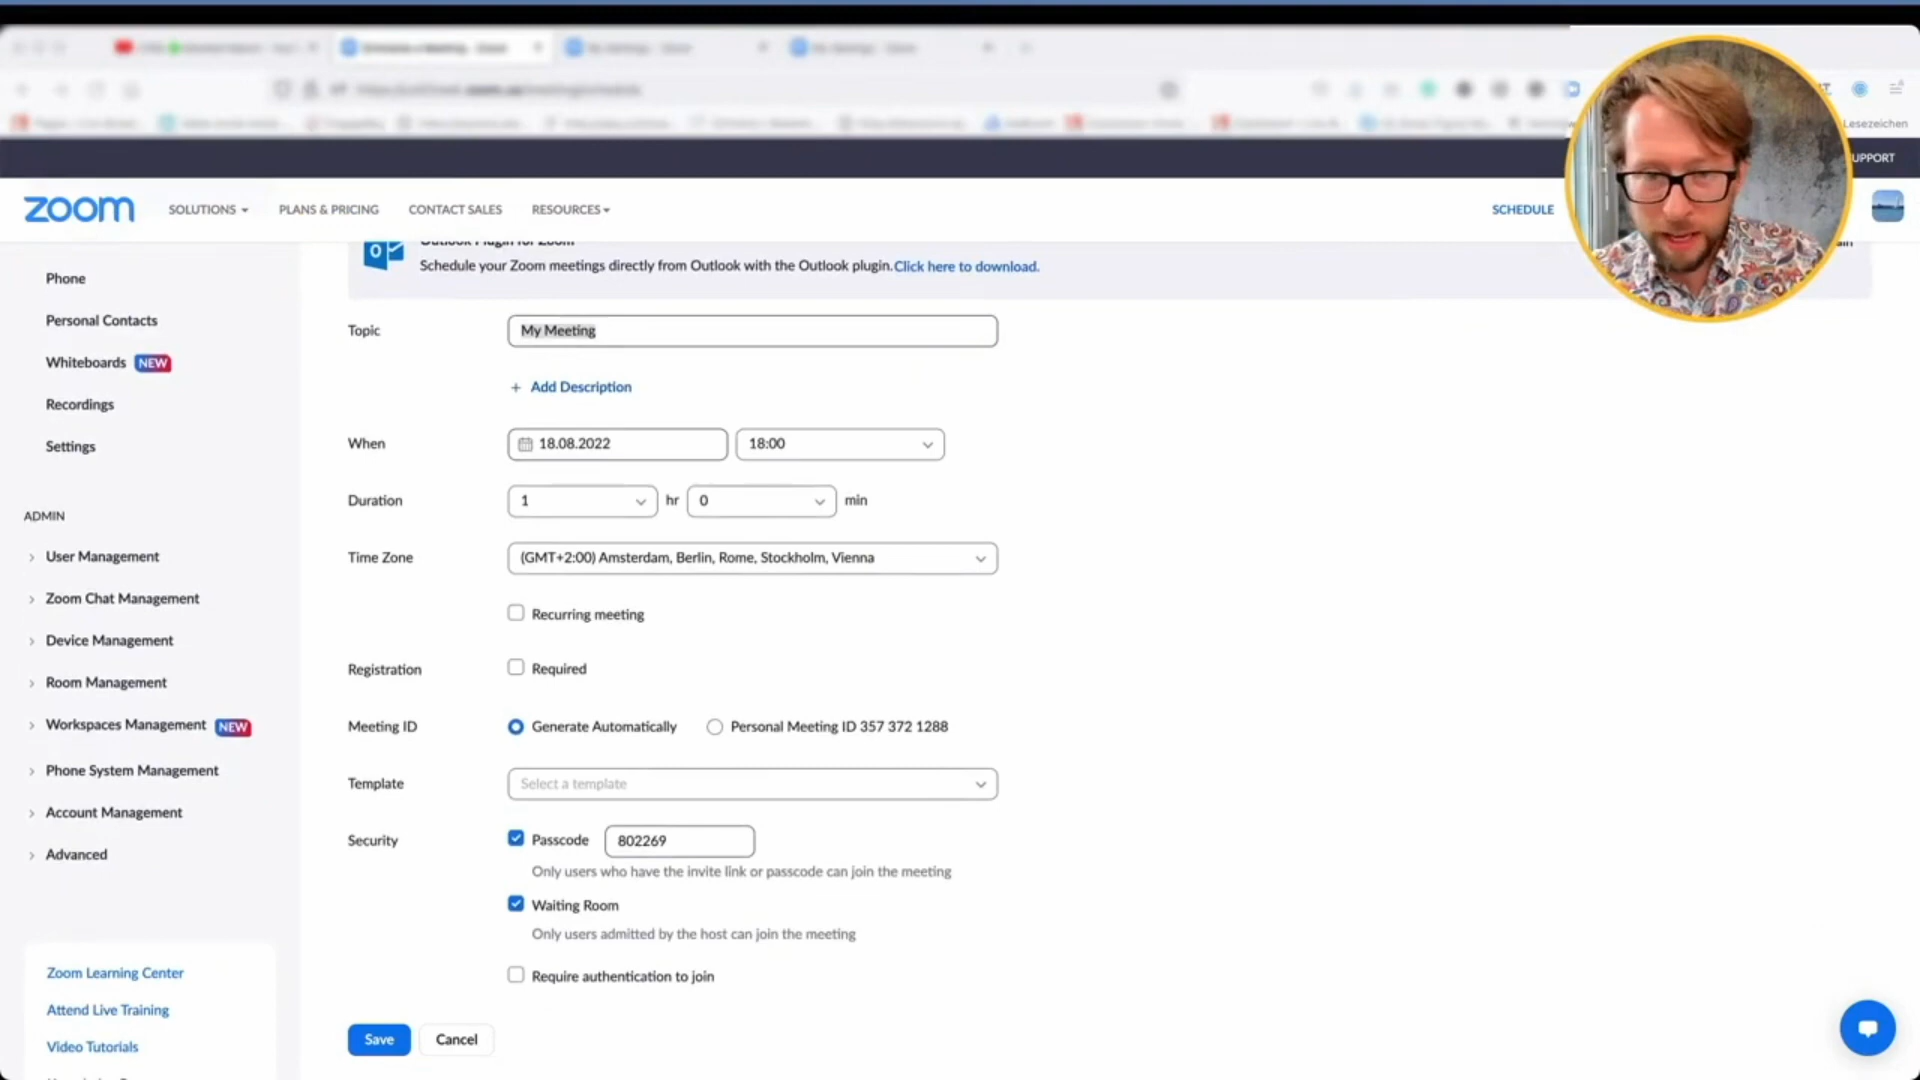 Lesezeichen
UPPORT
zoom
SOLUTIONS
PLANS & PRICING
CONTACT SALES
RESOURCES
SCHEDULE
Outlook Plugin for Zoom
Schedule your Zoom meetings directly from Outlook with the Outlook plugin. Click here to download.
Phone
Personal Contacts
Whiteboards NEW
Recordings
Settings
ADMIN
User Management
Zoom Chat Management
Device Management
Room Management
Workspaces Management NEW
Phone System Management
Account Management
Advanced
Zoom Learning Center
Attend Live Training
Video Tutorials
Topic My Meeting
+ Add Description
When 18.08.2022 18:00
Duration 1 hr 0 min
Time Zone (GMT+2:00) Amsterdam, Berlin, Rome, Stockholm, Vienna
Recurring meeting
Registration Required
Meeting ID Generate Automatically Personal Meeting ID 357 372 1288
Template Select a template
Security Passcode 802269
Only users who have the invite link or passcode can join the meeting
Waiting Room
Only users admitted by the host can join the meeting
Require authentication to join
Save Cancel